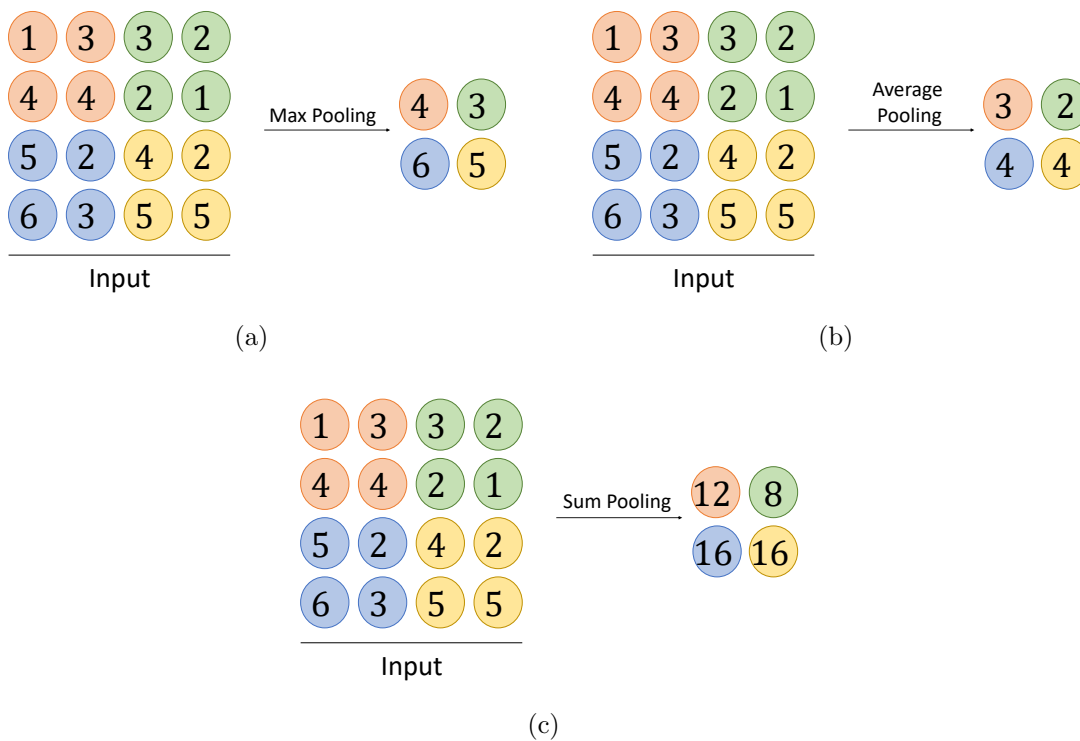 1 3 3 2
4 4 2 1
5 2 4 2
6 3 5 5
Input
Max Pooling
4 3
6 5
(a)
1 3 3 2
4 4 2 1
5 2 4 2
6 3 5 5
Input
Average
Pooling
3 2
4 4
(b)
1 3 3 2
4 4 2 1
5 2 4 2
6 3 5 5
Input
Sum Pooling
12 8
16 16
(c)